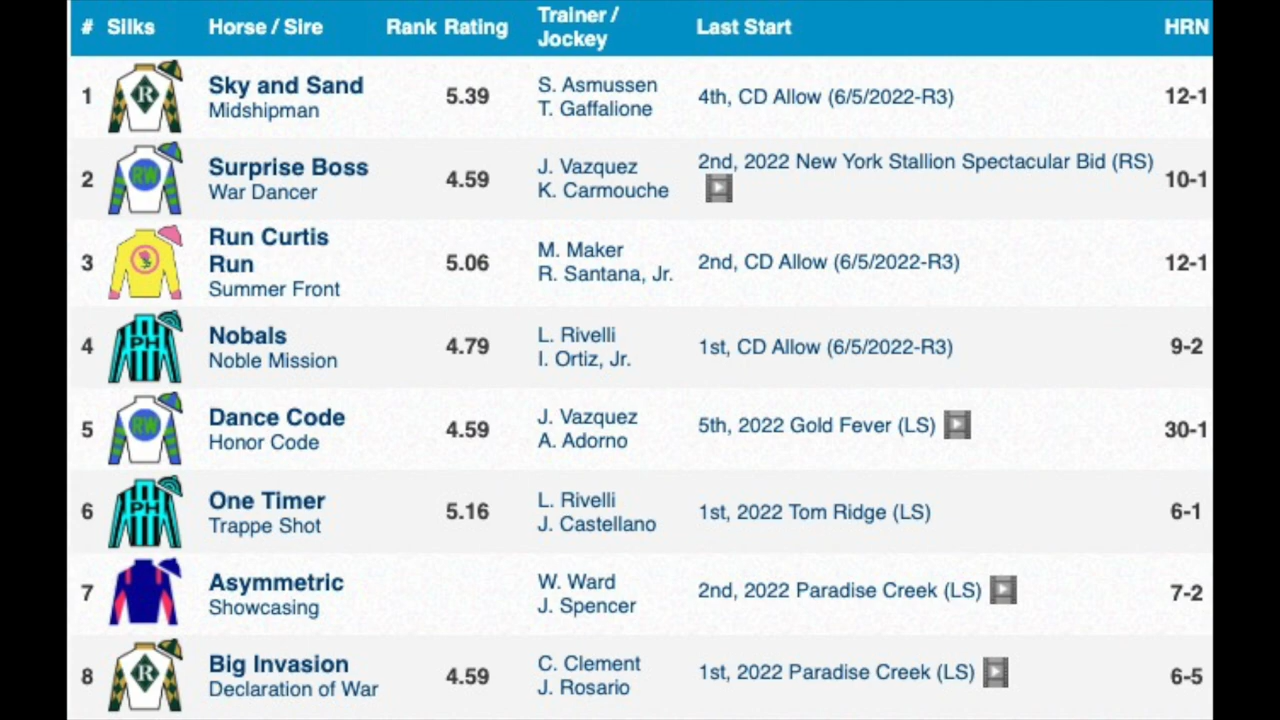 # Silks Horse / Sire Rank Rating Trainer / Jockey Last Start HRN
1 R Sky and Sand 5.39 S. Asmussen 4th, CD Allow (6/5/2022-R3) 12-1
Midshipman T. Gaffalione
2 RW Surprise Boss 4.59 J. Vazquez 2nd, 2022 New York Stallion Spectacular Bid (RS) 10-1
War Dancer K. Carmouche
3 Run Curtis Run 5.06 M. Maker 2nd, CD Allow (6/5/2022-R3) 12-1
Summer Front R. Santana, Jr.
4 PH Nobals 4.79 L. Rivelli 1st, CD Allow (6/5/2022-R3) 9-2
Noble Mission I. Ortiz, Jr.
5 RW Dance Code 4.59 J. Vazquez 5th, 2022 Gold Fever (LS) 30-1
Honor Code A. Adorno
6 PH One Timer 5.16 L. Rivelli 1st, 2022 Tom Ridge (LS) 6-1
Trappe Shot J. Castellano
7 Asymmetric W. Ward 2nd, 2022 Paradise Creek (LS) 7-2
Showcasing J. Spencer
8 R Big Invasion 4.59 C. Clement 1st, 2022 Paradise Creek (LS) 6-5
Declaration of War J. Rosario